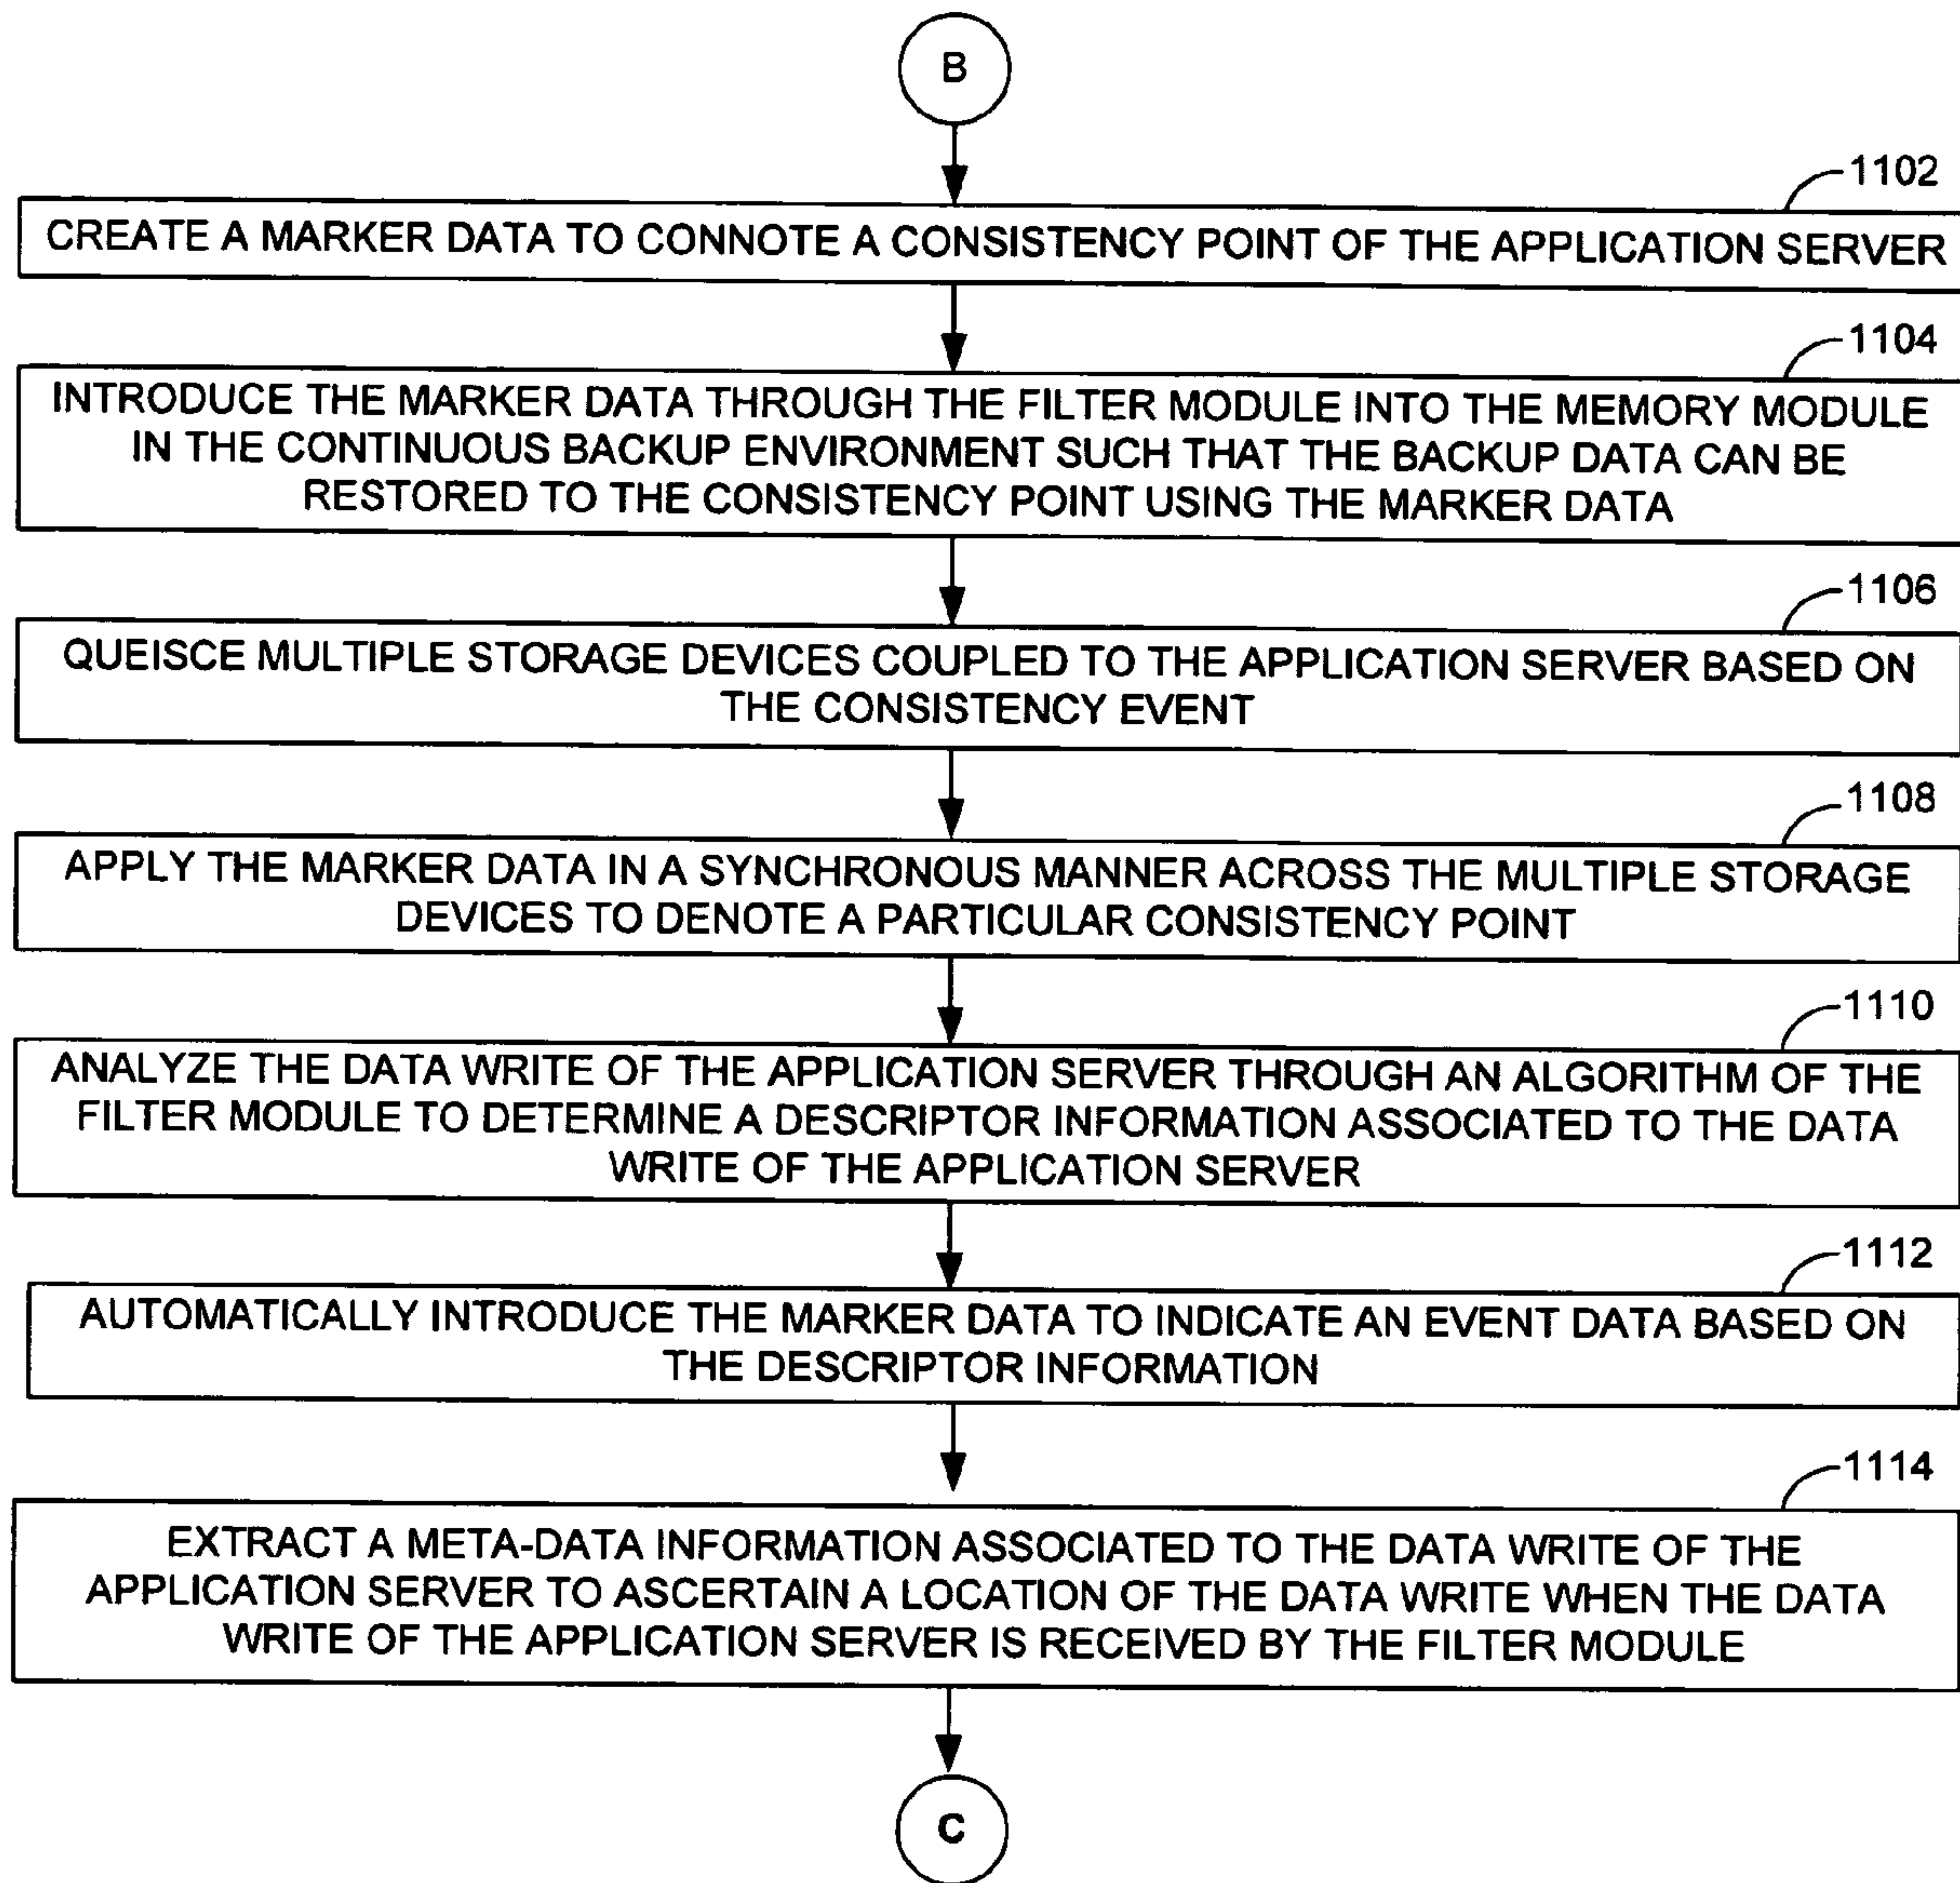 B
1102
CREATE A MARKER DATA TO CONNOTE A CONSISTENCY POINT OF THE APPLICATION SERVER
1104
INTRODUCE THE MARKER DATA THROUGH THE FILTER MODULE INTO THE MEMORY MODULE
IN THE CONTINUOUS BACKUP ENVIRONMENT SUCH THAT THE BACKUP DATA CAN BE
RESTORED TO THE CONSISTENCY POINT USING THE MARKER DATA
1106
QUEISCE MULTIPLE STORAGE DEVICES COUPLED TO THE APPLICATION SERVER BASED ON
THE CONSISTENCY EVENT
1108
APPLY THE MARKER DATA IN A SYNCHRONOUS MANNER ACROSS THE MULTIPLE STORAGE
DEVICES TO DENOTE A PARTICULAR CONSISTENCY POINT
1110
ANALYZE THE DATA WRITE OF THE APPLICATION SERVER THROUGH AN ALGORITHM OF THE
FILTER MODULE TO DETERMINE A DESCRIPTOR INFORMATION ASSOCIATED TO THE DATA
WRITE OF THE APPLICATION SERVER
1112
AUTOMATICALLY INTRODUCE THE MARKER DATA TO INDICATE AN EVENT DATA BASED ON
THE DESCRIPTOR INFORMATION
1114
EXTRACT A META-DATA INFORMATION ASSOCIATED TO THE DATA WRITE OF THE
APPLICATION SERVER TO ASCERTAIN A LOCATION OF THE DATA WRITE WHEN THE DATA
WRITE OF THE APPLICATION SERVER IS RECEIVED BY THE FILTER MODULE
C